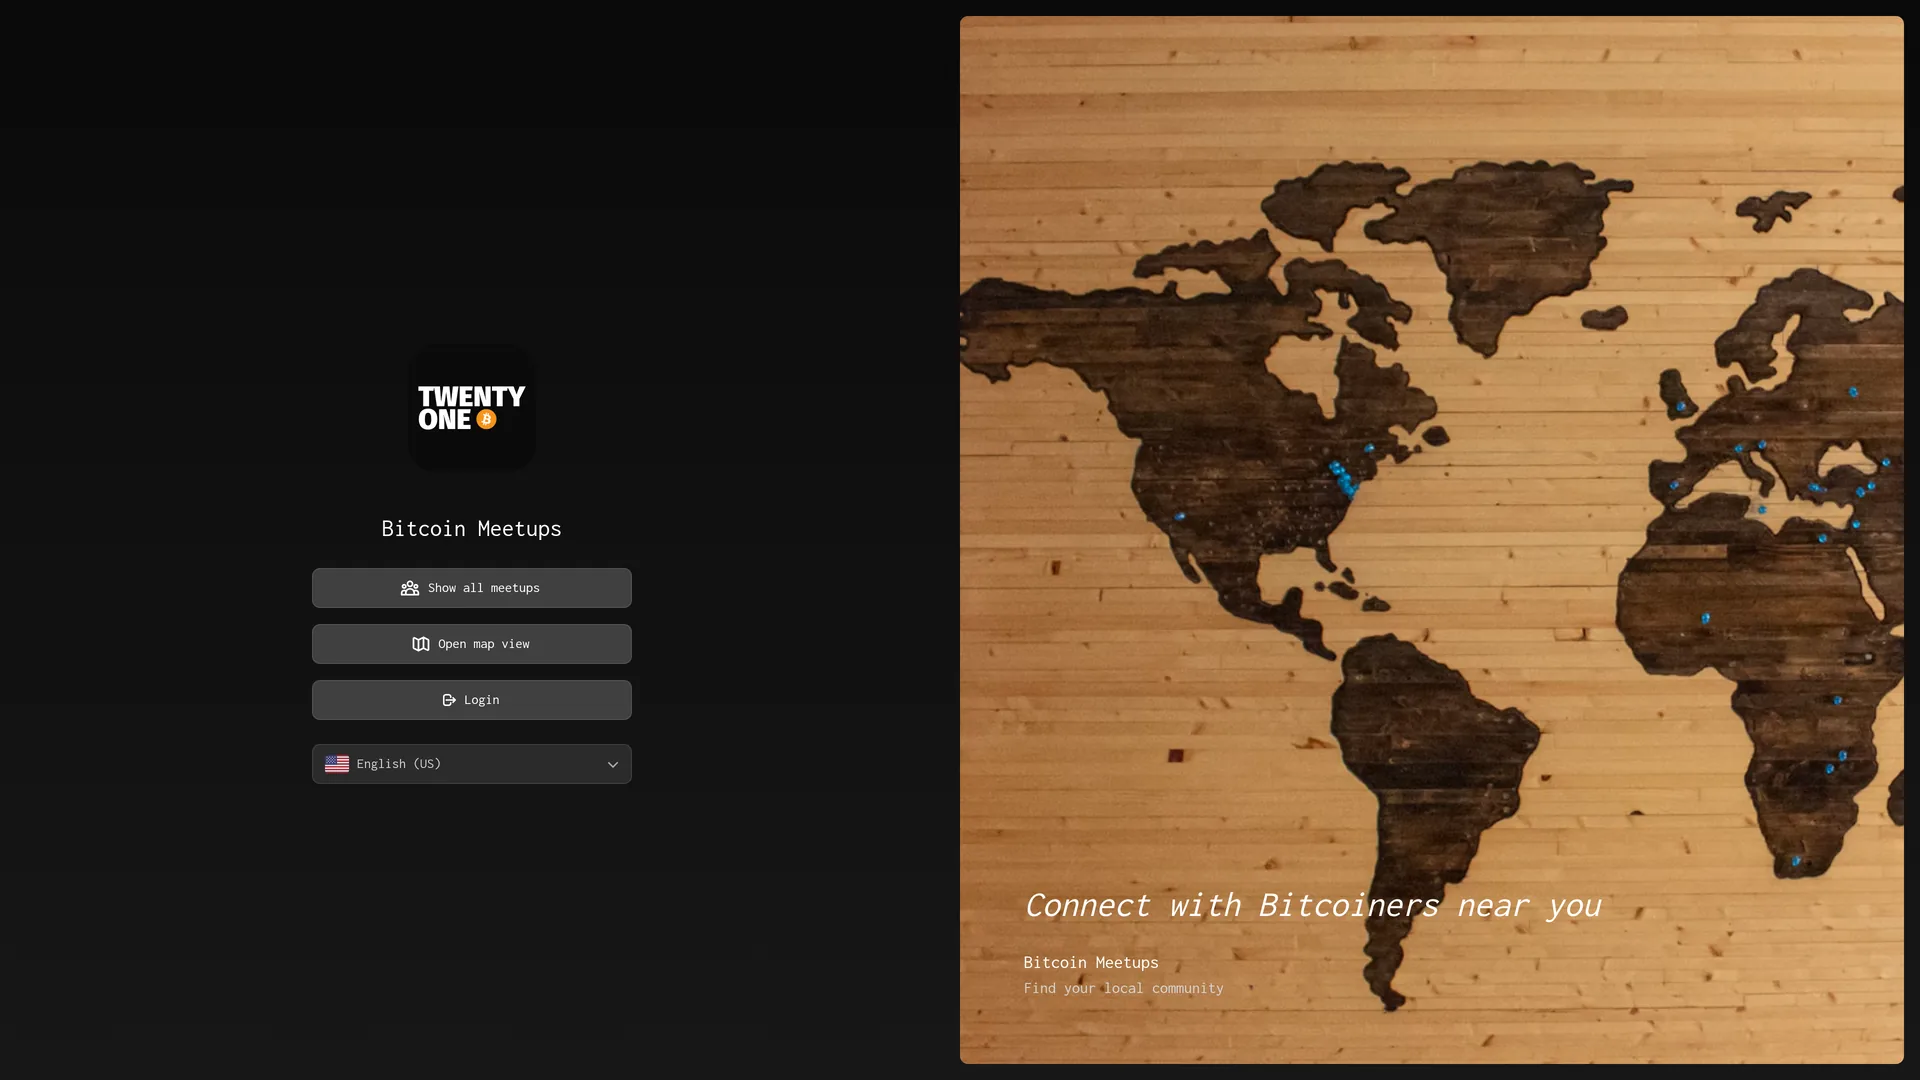 TWENTY
ONE
Bitcoin Meetups
Show all meetups
Open map view
Login
English (US)
Connect with Bitcoiners near you
Bitcoin Meetups
Find your local community